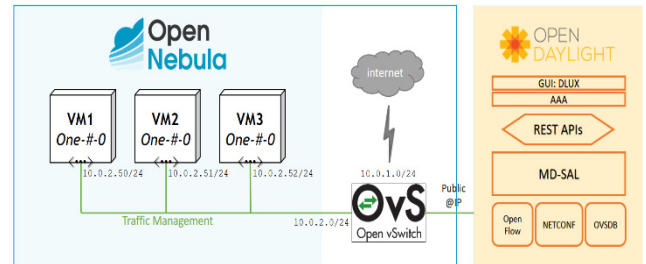 Open
Nebula
VM1
One-#-0
VM2
One-#-0
VM3
One-#-0
10.0.2.50/24
10.0.2.51/24
10.0.2.52/24
Traffic Management
10.0.2.0/24
internet
10.0.1.0/24
OvS
Open vSwitch
Public
@IP
OPEN
DAYLIGHT
GUI: DLUX
AAA
REST APIs
MD-SAL
Open
Flow
NETCONF
OVSDB